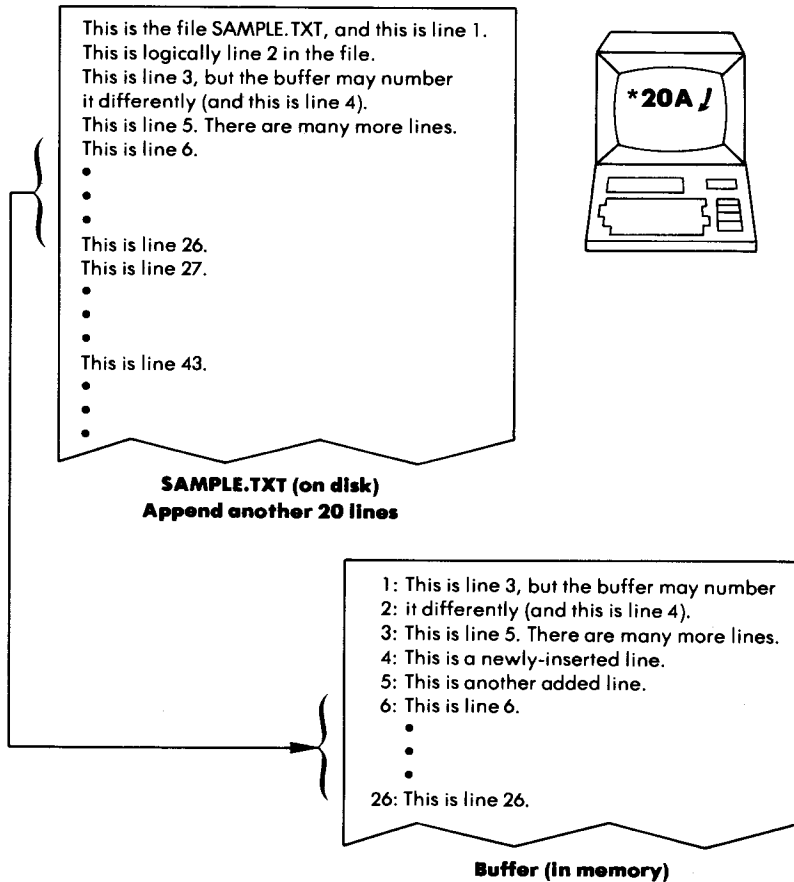 This is the file SAMPLE.TXT, and this is line 1.
This is logically line 2 in the file.
This is line 3, but the buffer may number
it differently (and this is line 4).
This is line 5. There are many more lines.
This is line 6.
•
•
•
This is line 26.
This is line 27.
•
•
•
This is line 43.
•
•
•
SAMPLE.TXT (on disk)
Append another 20 lines
*20A↲
1: This is line 3, but the buffer may number
2: it differently (and this is line 4).
3: This is line 5. There are many more lines.
4: This is a newly-inserted line.
5: This is another added line.
6: This is line 6.
•
•
•
26: This is line 26.
Buffer (in memory)